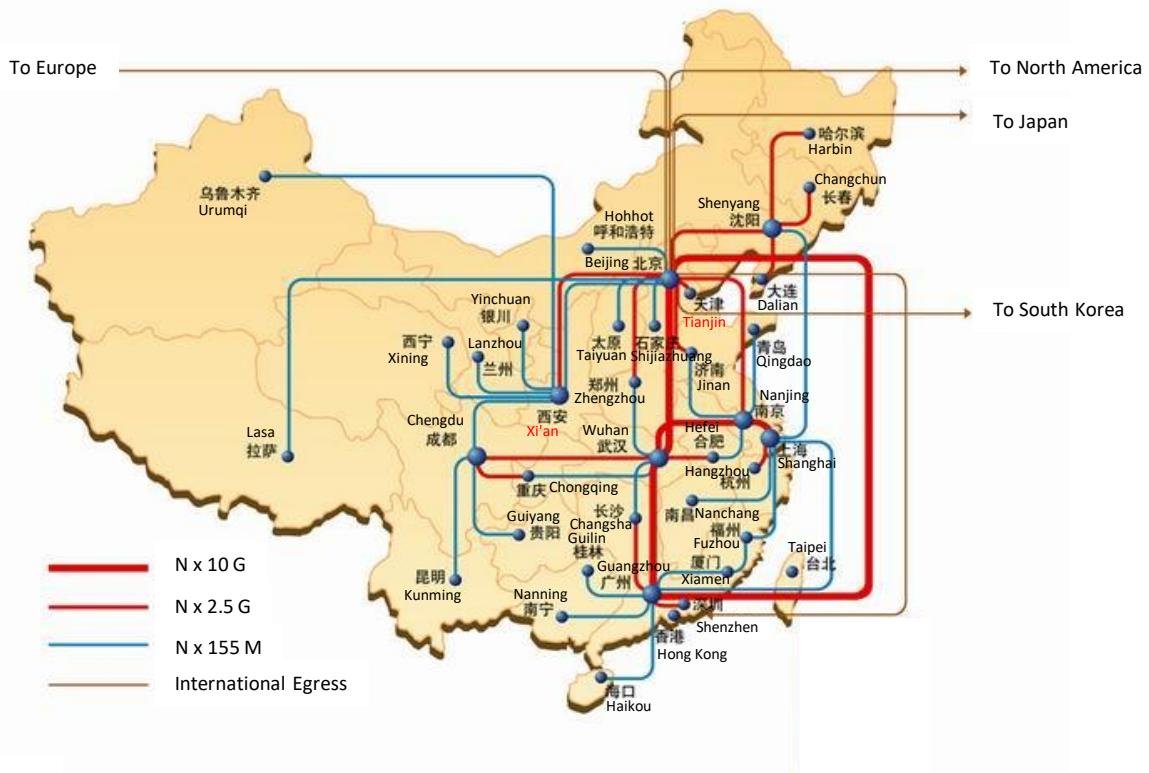 To Europe
To North America
To Japan
哈尔滨
Harbin
Changchun
长春
乌鲁木齐
Urumqi
Shenyang
沈阳
Hohhot
呼和浩特
Beijing 北京
大连
Dalian
天津
Tianjin
To South Korea
Yinchuan
银川
西宁
Xining
Lanzhou
兰州
太原
Taiyuan
石家庄
Shijiazhuang
青岛
Qingdao
济南
Jinan
郑州
Zhengzhou
Nanjing
南京
西安
Xi'an
Chengdu
成都
Wuhan
武汉
Hefei
合肥
上海
Shanghai
Lasa
拉萨
Hangzhou
杭州
重庆 Chongqing
长沙
Changsha
南昌 Nanchang
Guiyang
贵阳
福州
Fuzhou
Guilin
桂林
Taipei
台北
厦门
Xiamen
Guangzhou
广州
昆明
Kunming
Nanning
南宁
深圳
Shenzhen
香港
Hong Kong
海口
Haikou
N x 10 G
N x 2.5 G
N x 155 M
International Egress